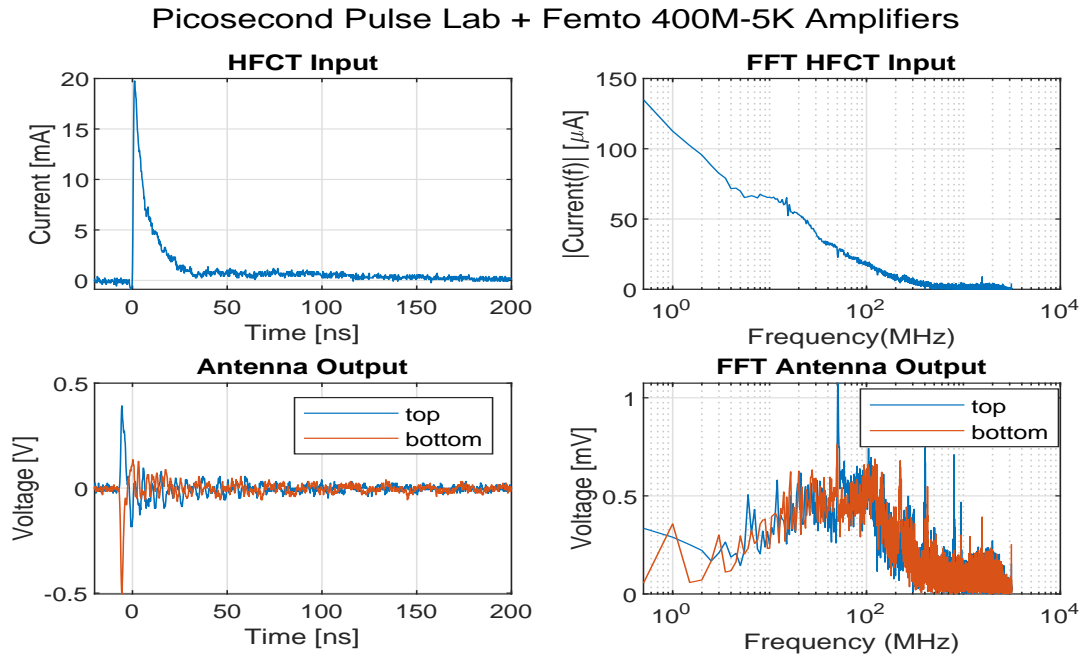 Picosecond Pulse Lab + Femto 400M-5K Amplifiers
HFCT Input
20
15
10
5
0
Current [mA]
0
50
100
150
200
Time [ns]
FFT HFCT Input
150
100
50
0
|Current(f)| [μA]
10^0
10^2
10^4
Frequency(MHz)
Antenna Output
0.5
0
-0.5
Voltage [V]
top
bottom
0
50
100
150
200
Time [ns]
FFT Antenna Output
1
0.5
0
Voltage [mV]
top
bottom
10^0
10^2
10^4
Frequency (MHz)